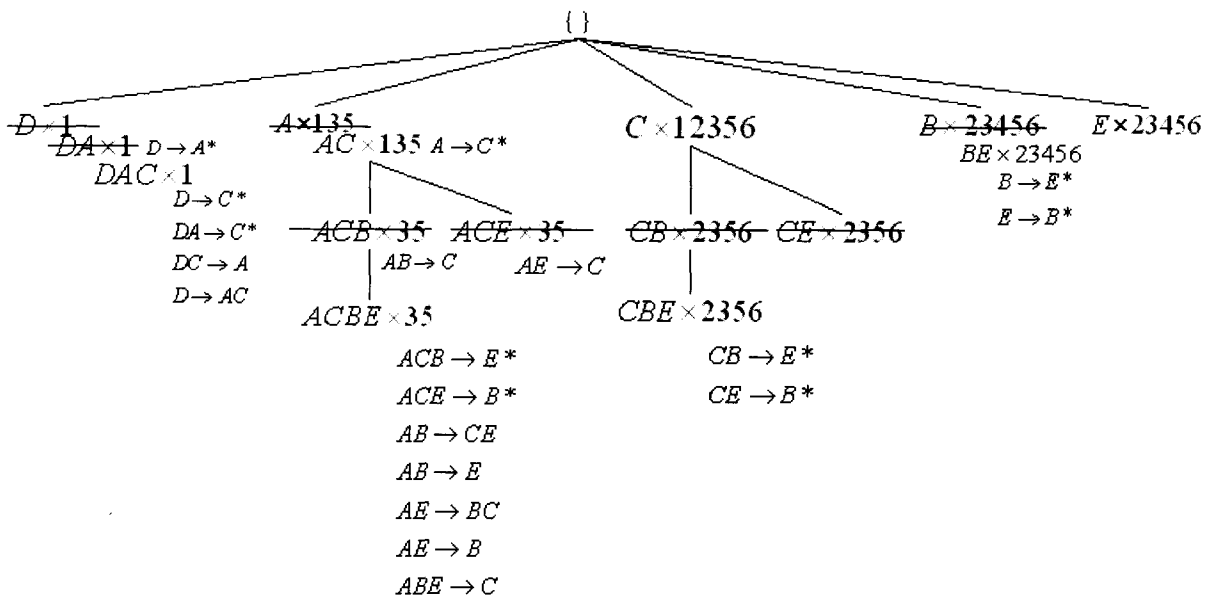 { }
D×1 A×135 C×12356 B×23456 E×23456
DA×1 D→A* AC×135 A→C* BE×23456
DAC×1 B→E*
D→C* E→B*
DA→C* ACB×35 ACE×35 CB×2356 CE×2356
DC→A AB→C AE→C
D→AC
ACBE×35 CBE×2356
ACB→E* CB→E*
ACE→B* CE→B*
AB→CE
AB→E
AE→BC
AE→B
ABE→C